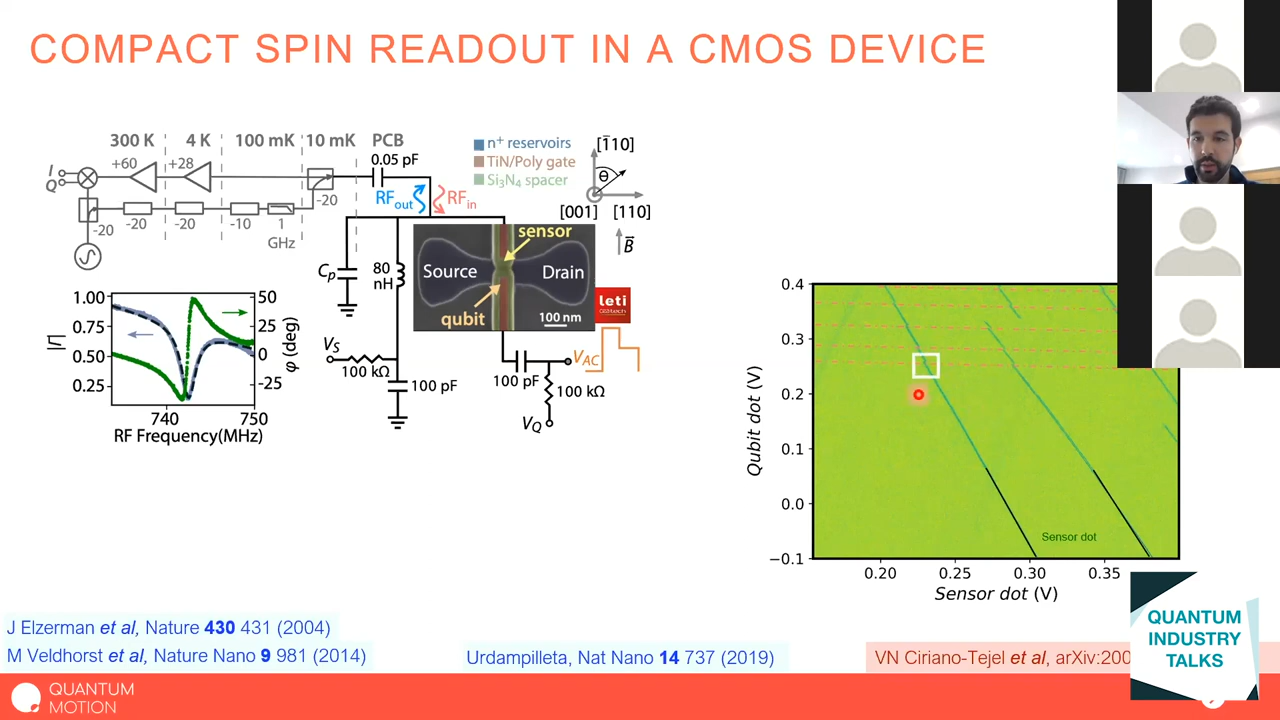 COMPACT SPIN READOUT IN A CMOS DEVICE
300 K 4 K 100 mK 10 mK PCB
n+ reservoirs
TiN/Poly gate
Si3N4 spacer
[1̄10]
θ
[001] [110]
B
I
Q
+60 +28 0.05 pF
-20
RFout RFin
-20 -20 -20 -10 1
GHz
sensor
Source Drain
qubit
100 nm
leti
Cp
80
nH
VS
100 kΩ
100 pF
100 pF
VAC
100 kΩ
VQ
|Γ|
1.00
0.75
0.50
0.25
50
25
0
-25
φ (deg)
740 750
RF Frequency(MHz)
Qubit dot (V)
0.4
0.3
0.2
0.1
0.0
−0.1
Sensor dot
0.20 0.25 0.30 0.35
Sensor dot (V)
QUANTUM
INDUSTRY
TALKS
J Elzerman et al, Nature 430 431 (2004)
M Veldhorst et al, Nature Nano 9 981 (2014)
Urdampilleta, Nat Nano 14 737 (2019)
VN Ciriano-Tejel et al, arXiv:200
QUANTUM
MOTION